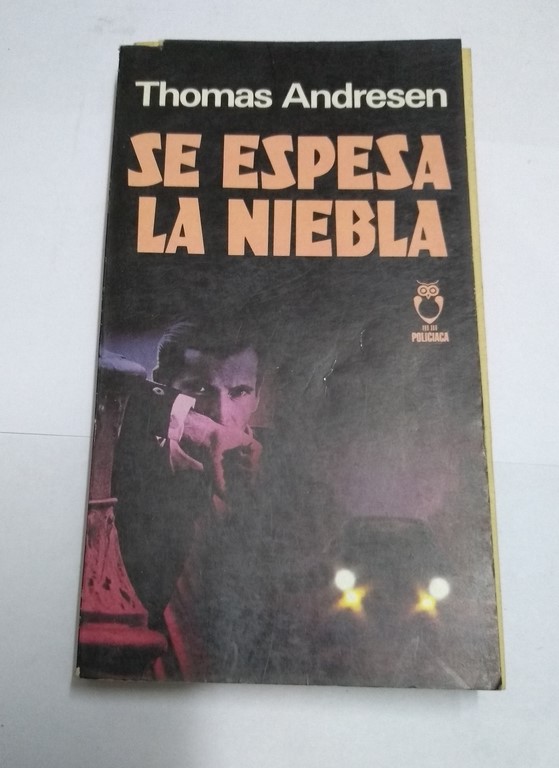 Thomas Andresen
SE ESPESA
LA NIEBLA
POLICIACA